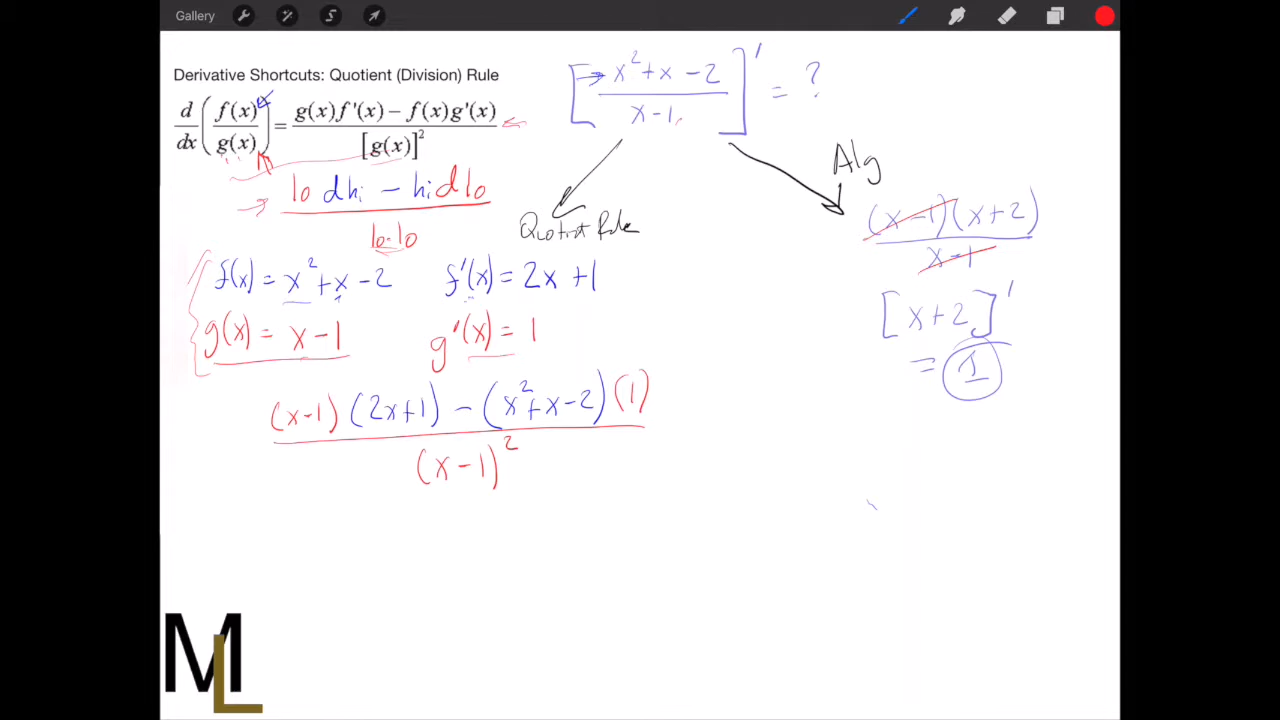 Gallery
Derivative Shortcuts: Quotient (Division) Rule
d/dx (f(x)/g(x)) = (g(x)f'(x) − f(x)g'(x))/[g(x)]²
[(x²+x−2)/(x−1)]' = ?
lo dhi − hi dlo
lo·lo
Quotient Rule
Alg
(x−1)(x+2)
x−1
f(x) = x²+x−2 f'(x) = 2x+1
g(x) = x−1 g'(x) = 1
[x+2]'
= 1
(x−1)(2x+1) − (x²+x−2)(1)
(x−1)²
ML